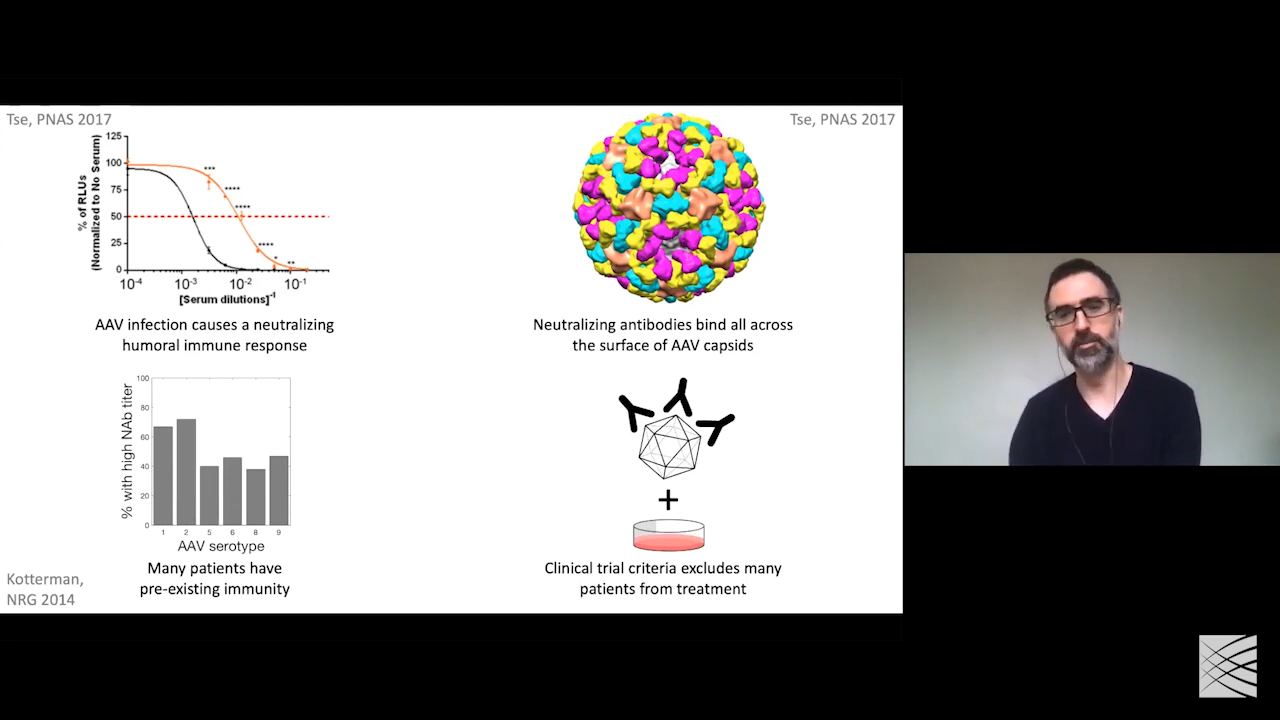 Tse, PNAS 2017
% of RLUs
(Normalized to No Serum)
125
100
75
50
25
0
***
****
****
****
*
**
10-4
10-3
10-2
10-1
[Serum dilutions]-1
AAV infection causes a neutralizing
humoral immune response
Tse, PNAS 2017
Neutralizing antibodies bind all across
the surface of AAV capsids
% with high NAb titer
100
80
60
40
20
0
1 2 5 6 8 9
AAV serotype
Many patients have
pre-existing immunity
Kotterman,
NRG 2014
+
Clinical trial criteria excludes many
patients from treatment